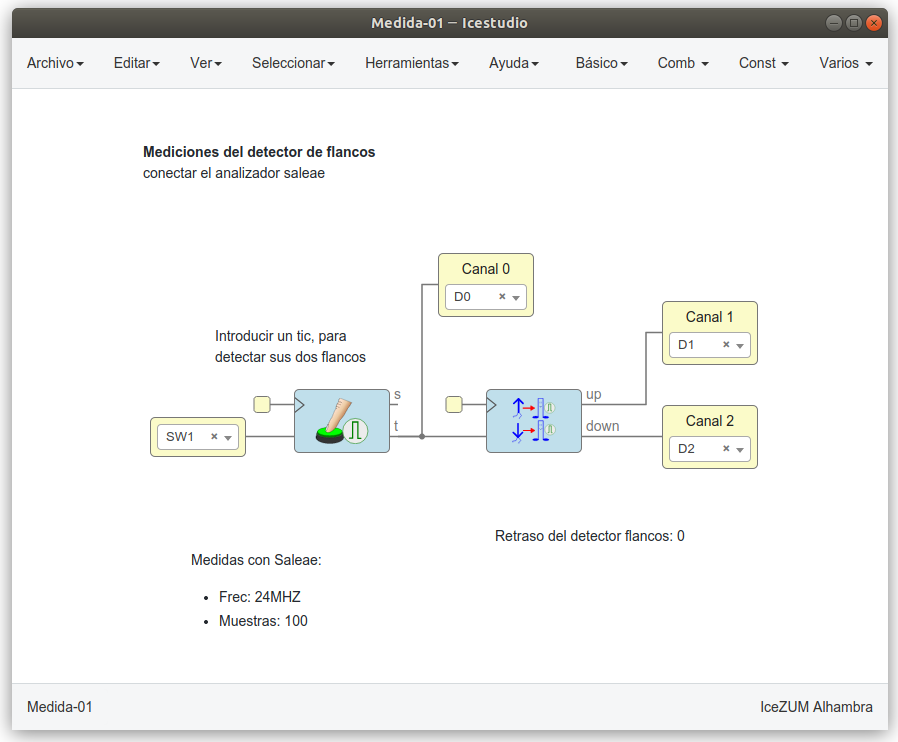 Medida-01 — Icestudio
Archivo Editar Ver Seleccionar Herramientas Ayuda Básico Comb Const Varios
Mediciones del detector de flancos
conectar el analizador saleae
Canal 0
D0
Canal 1
D1
Introducir un tic, para
detectar sus dos flancos
s
t
up
down
SW1
Canal 2
D2
Retraso del detector flancos: 0
Medidas con Saleae:
• Frec: 24MHZ
• Muestras: 100
Medida-01
IceZUM Alhambra